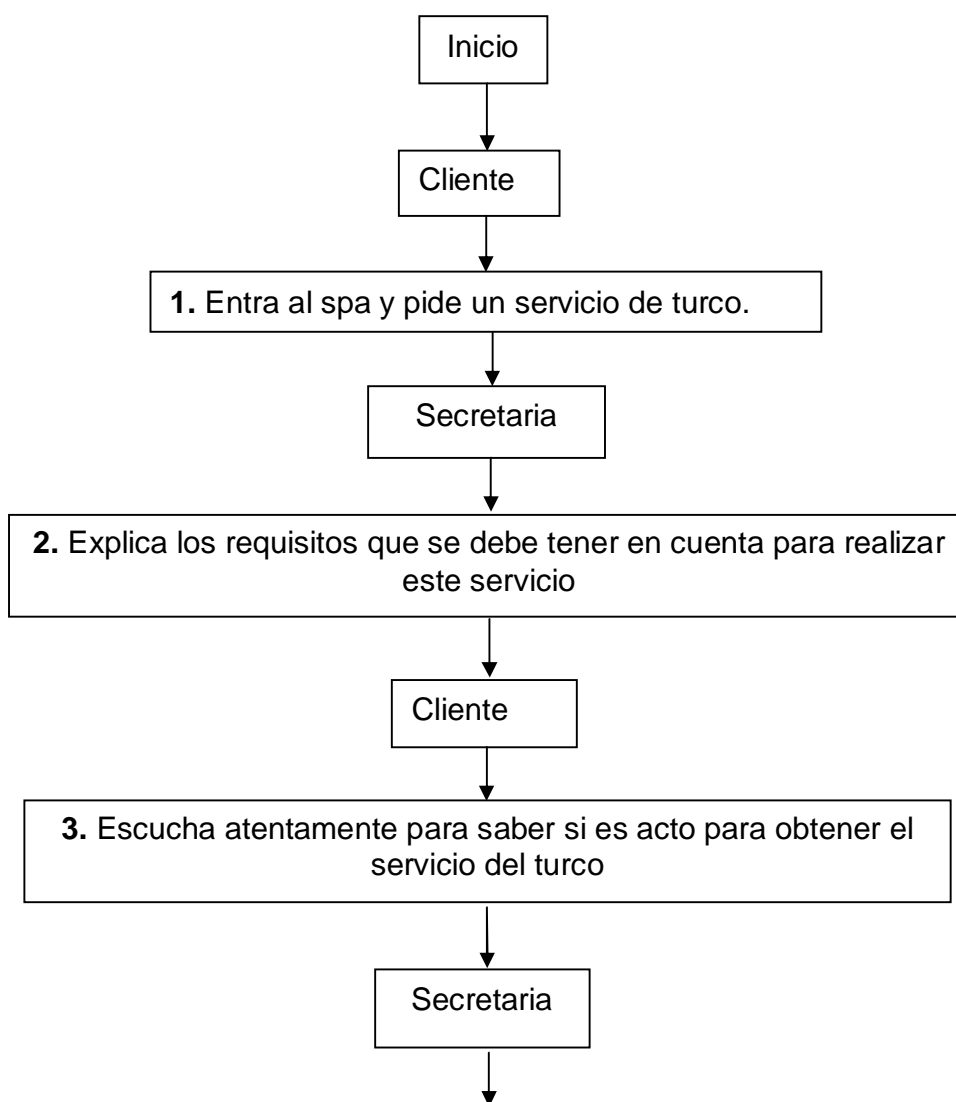 Inicio
Cliente
1. Entra al spa y pide un servicio de turco.
Secretaria
2. Explica los requisitos que se debe tener en cuenta para realizar
este servicio
Cliente
3. Escucha atentamente para saber si es acto para obtener el
servicio del turco
Secretaria